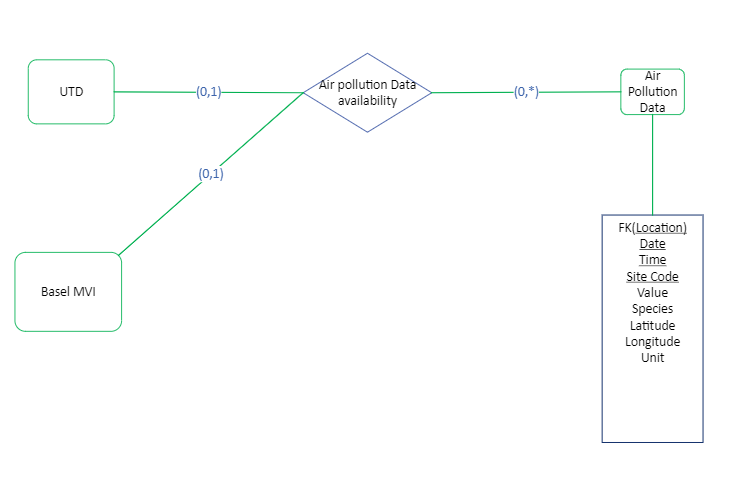 UTD
(0,1)
Air pollution Data
availability
(0,*)
Air
Pollution
Data
(0,1)
Basel MVI
FK(Location)
Date
Time
Site Code
Value
Species
Latitude
Longitude
Unit